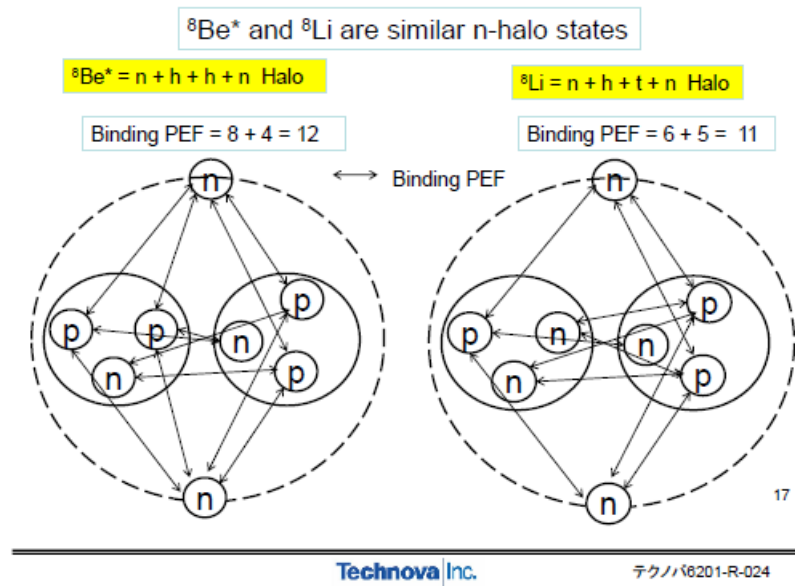 ⁸Be* and ⁸Li are similar n-halo states
⁸Be* = n + h + h + n Halo
⁸Li = n + h + t + n Halo
Binding PEF = 8 + 4 = 12
Binding PEF = 6 + 5 = 11
n
Binding PEF
n
p
p
n
n
p
p
n
p
n
n
n
p
p
n
17
Technova Inc.
テクノバ6201-R-024